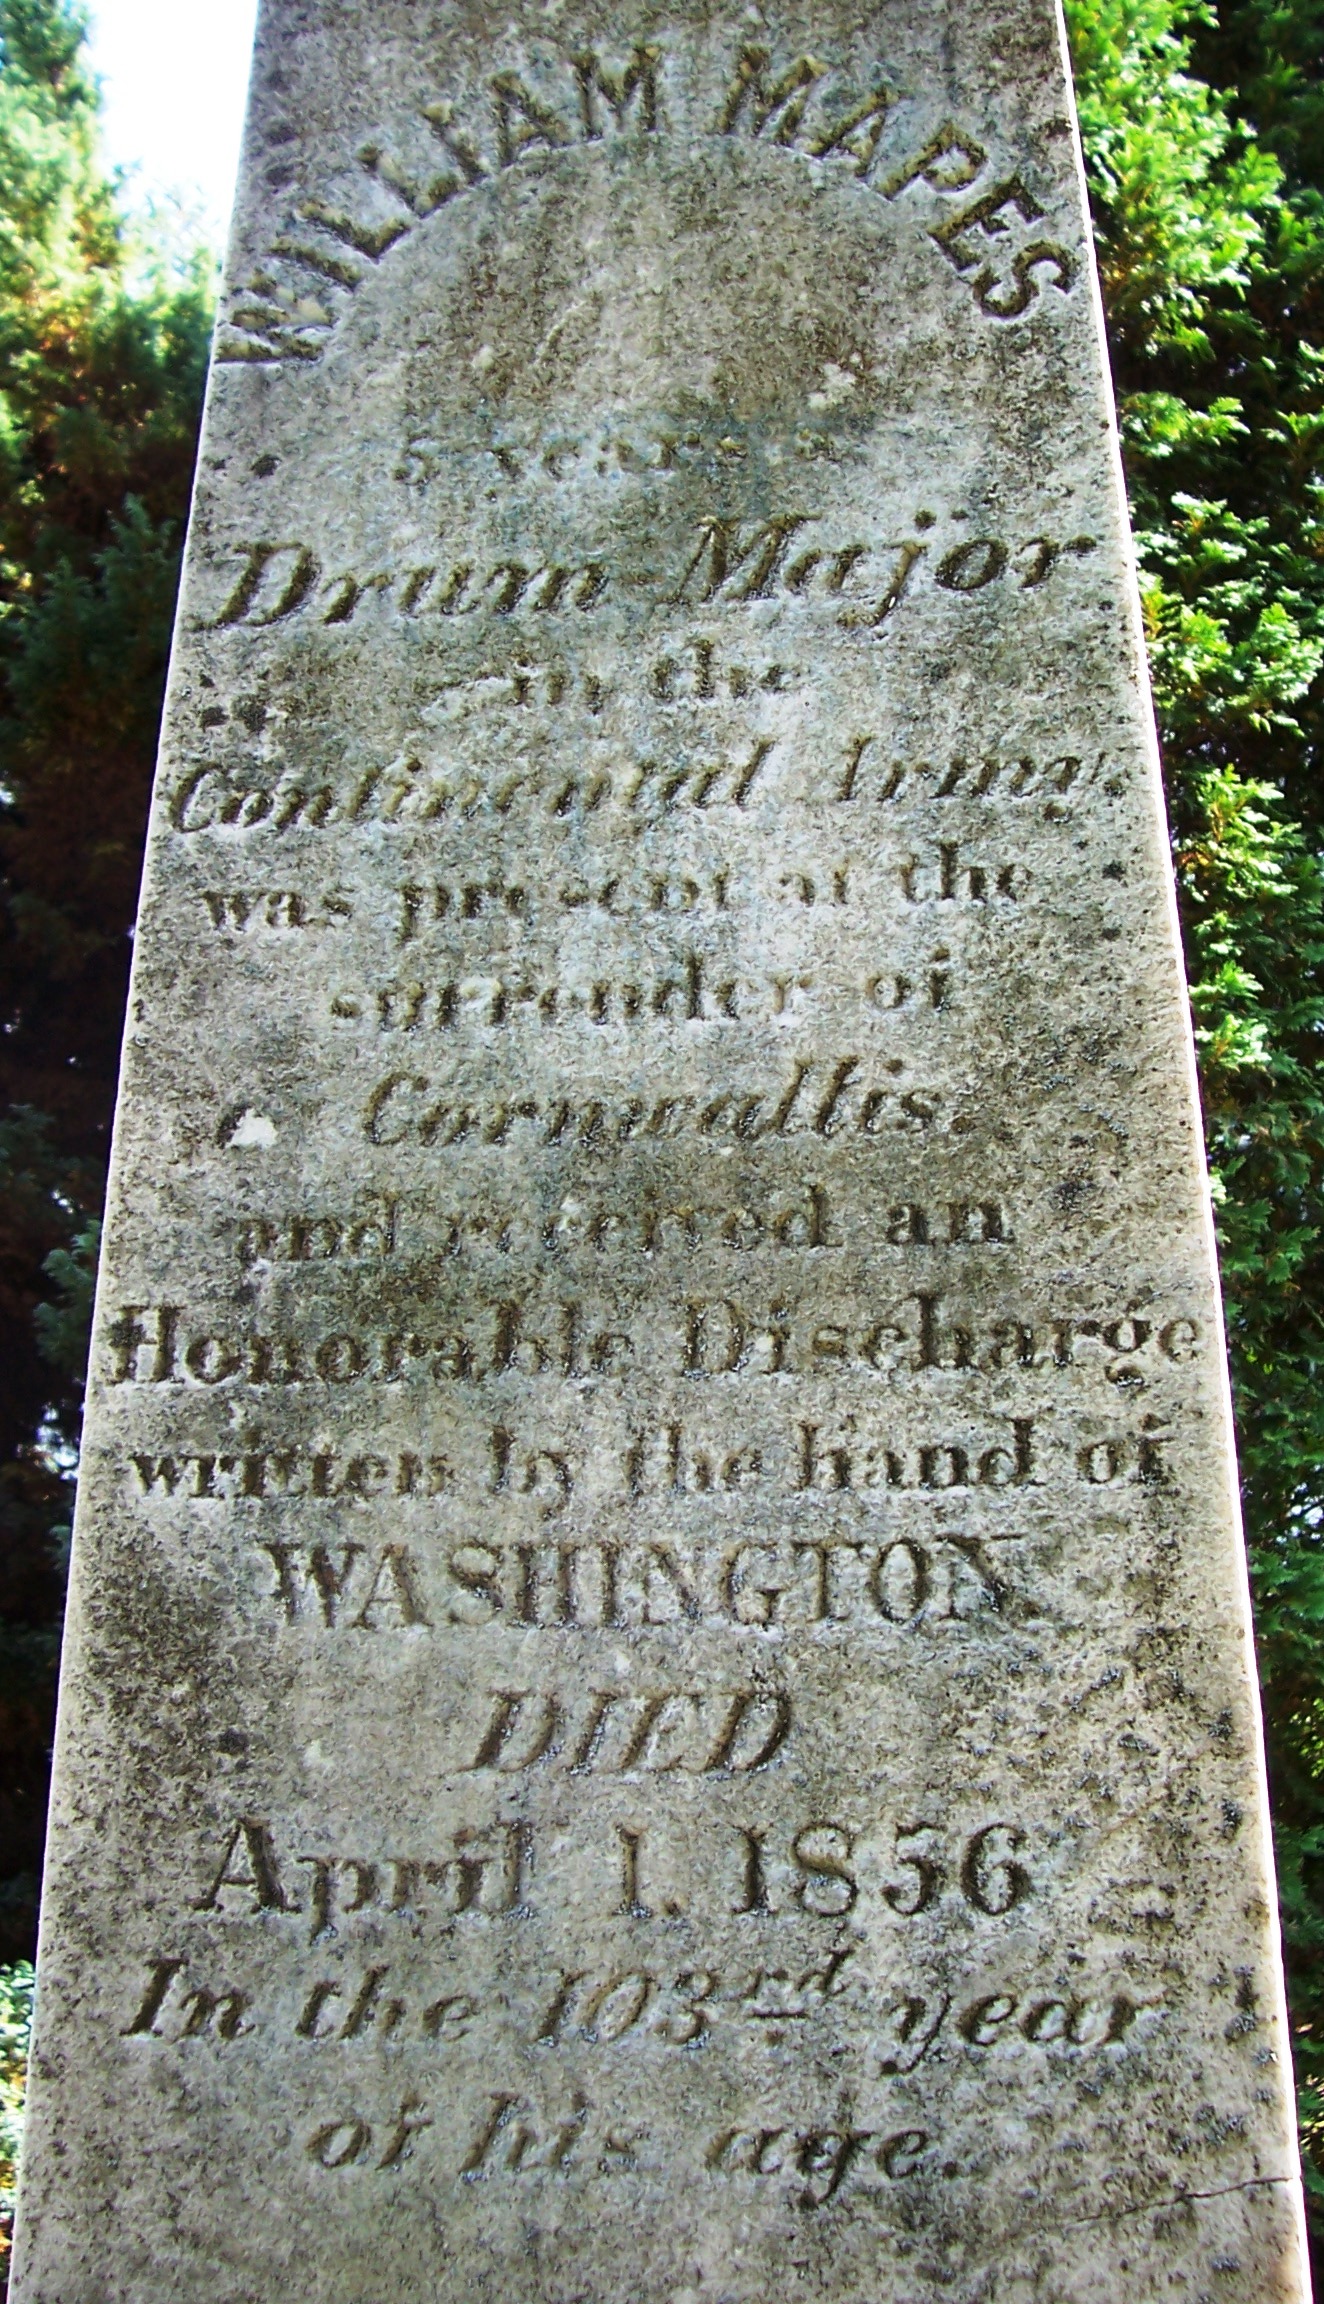 WILLIAM MAPES
5 years a
Drum Major
in the
Continental Army
was present at the
surrender of
Cornwallis.
and received an
Honorable Discharge
written by the hand of
WASHINGTON
DIED
April 1, 1856
In the 103rd year
of his age.